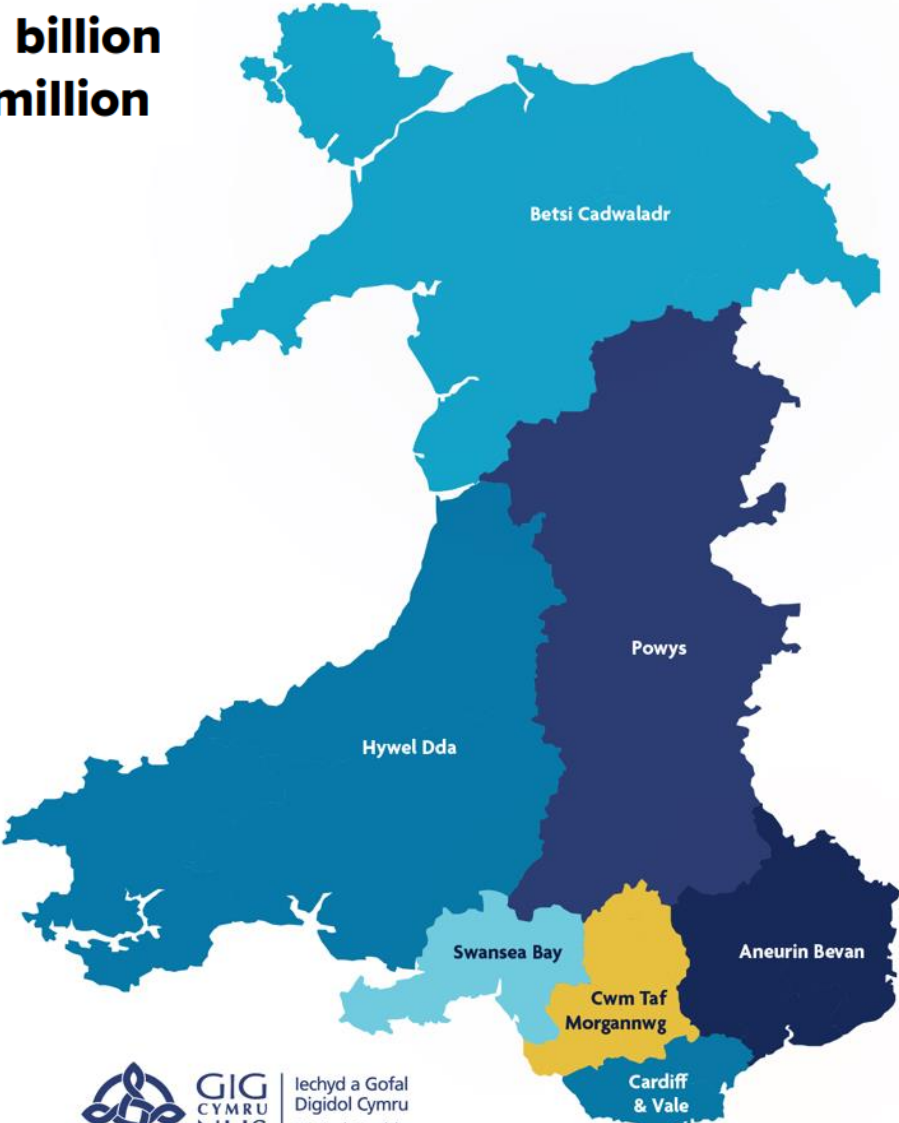 billion
million
Betsi Cadwaladr
Powys
Hywel Dda
Swansea Bay
Aneurin Bevan
Cwm Taf
Morgannwg
Cardiff
& Vale
GIG
CYMRU
Iechyd a Gofal
Digidol Cymru